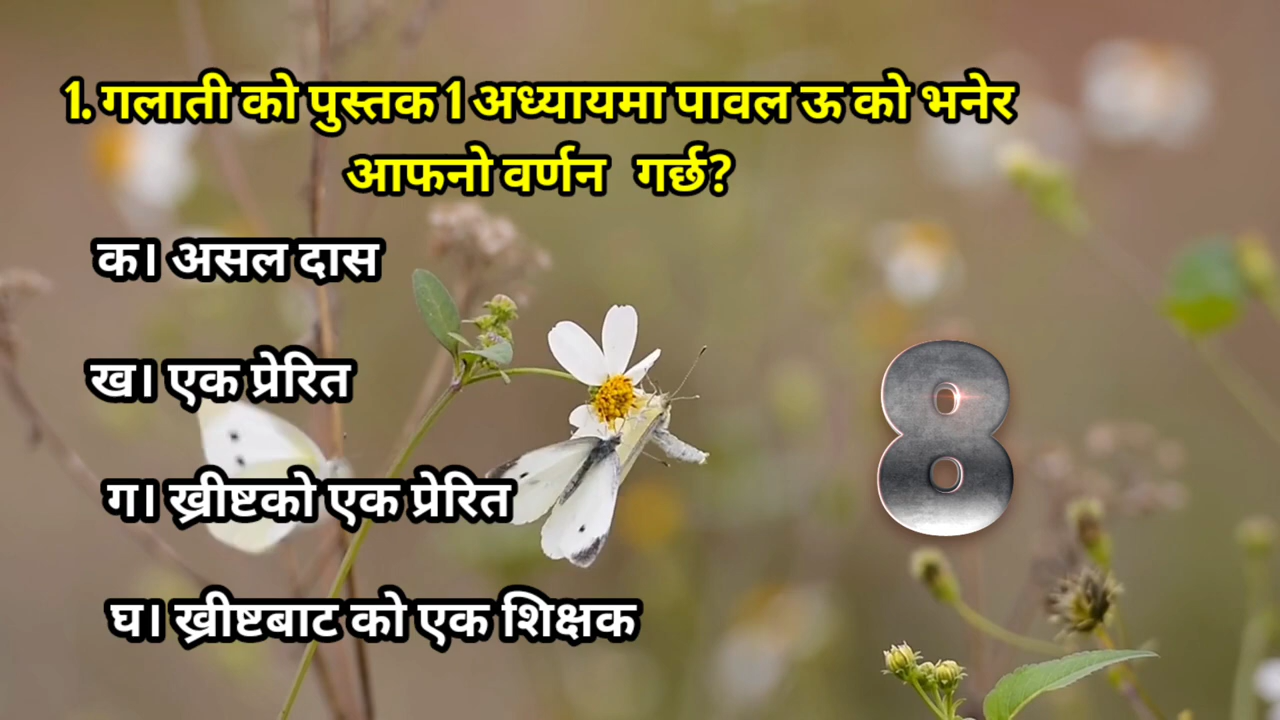 1. गलाती को पुस्तक 1 अध्यायमा पावल ऊ को भनेर
आफनो वर्णन गर्छ?
क। असल दास
ख। एक प्रेरित
ग। ख्रीष्टको एक प्रेरित
घ। ख्रीष्टबाट को एक शिक्षक
8